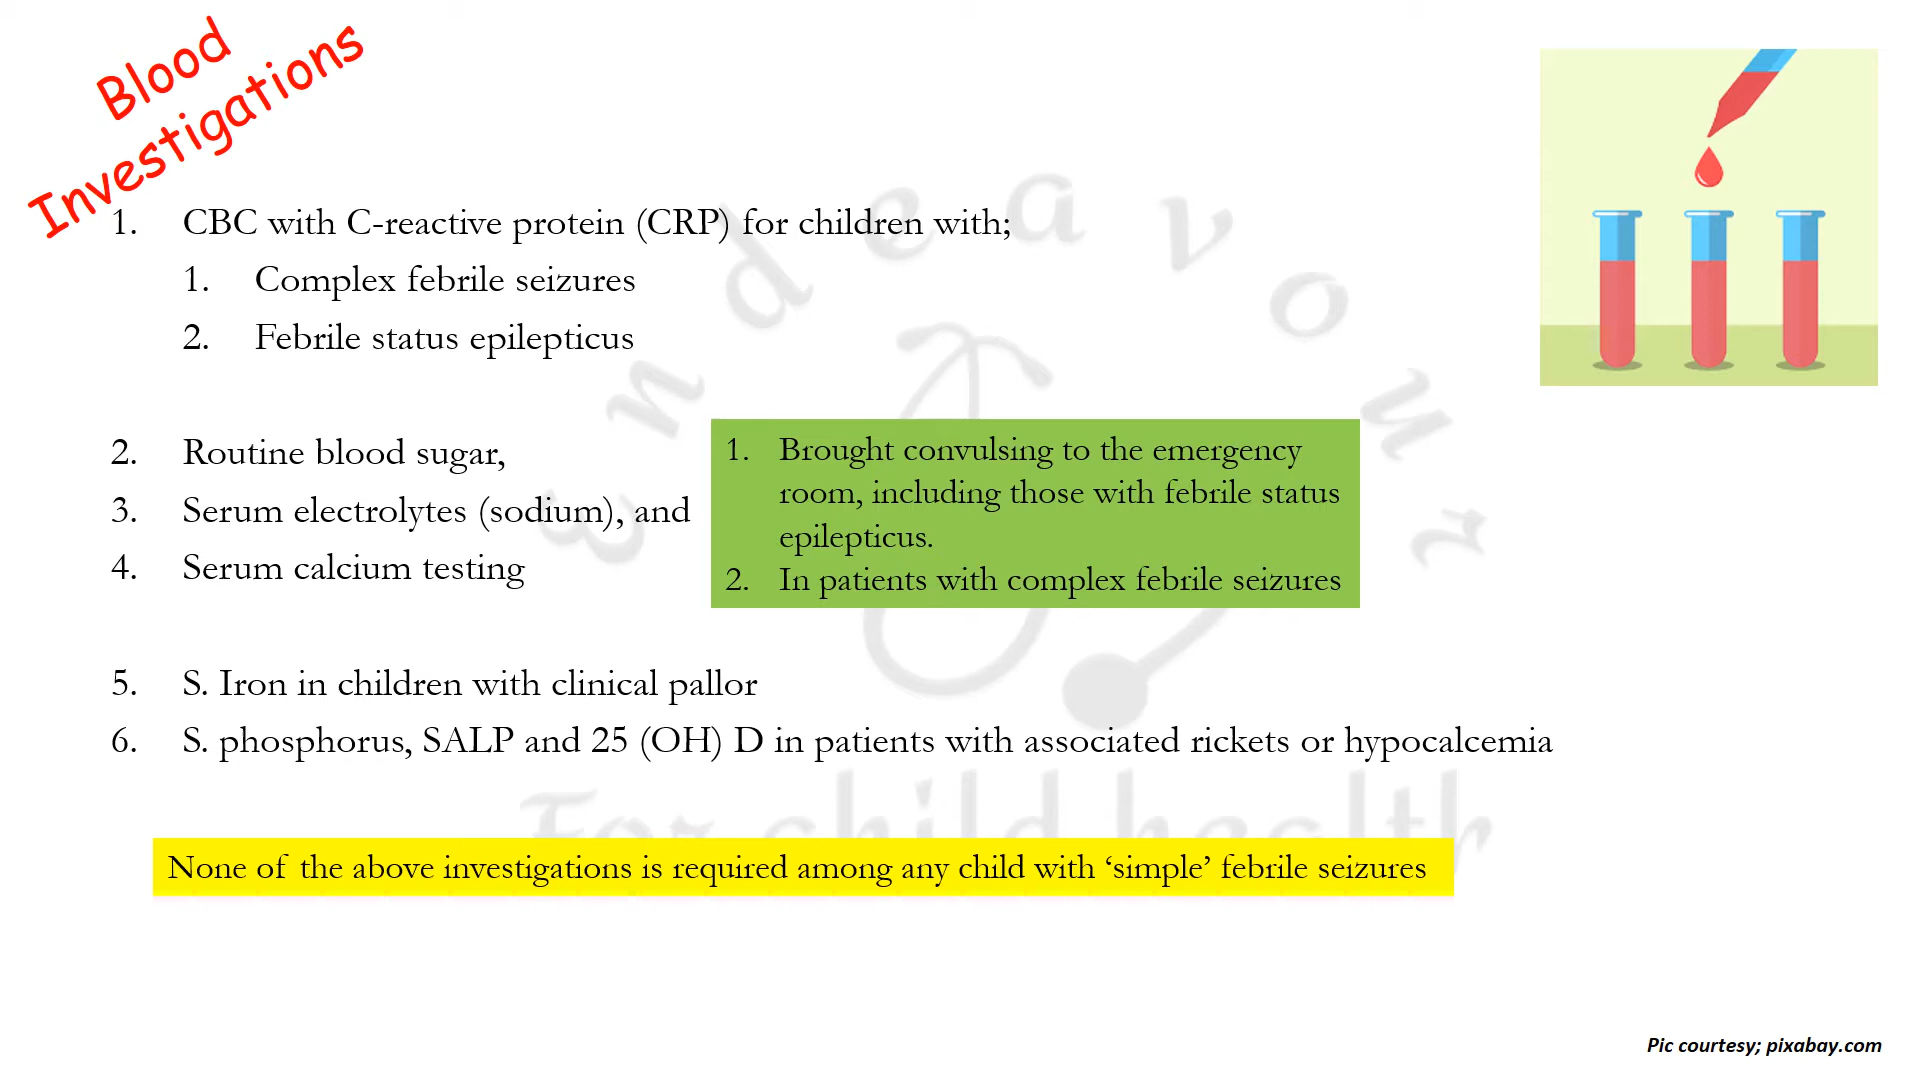 Blood
Investigations
1. CBC with C-reactive protein (CRP) for children with;
1. Complex febrile seizures
2. Febrile status epilepticus
2. Routine blood sugar,
3. Serum electrolytes (sodium), and
4. Serum calcium testing
1. Brought convulsing to the emergency
room, including those with febrile status
epilepticus.
2. In patients with complex febrile seizures
5. S. Iron in children with clinical pallor
6. S. phosphorus, SALP and 25 (OH) D in patients with associated rickets or hypocalcemia
None of the above investigations is required among any child with ‘simple’ febrile seizures
Endeavour
For child health
Pic courtesy; pixabay.com